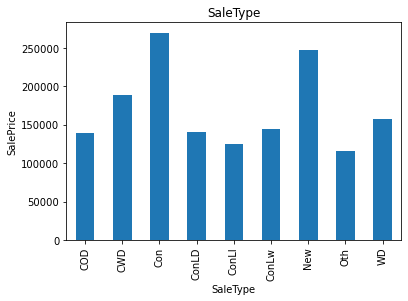 SaleType
250000
200000
150000
100000
50000
0
SalePrice
COD
CWD
Con
ConLD
ConLI
ConLw
New
Oth
WD
SaleType